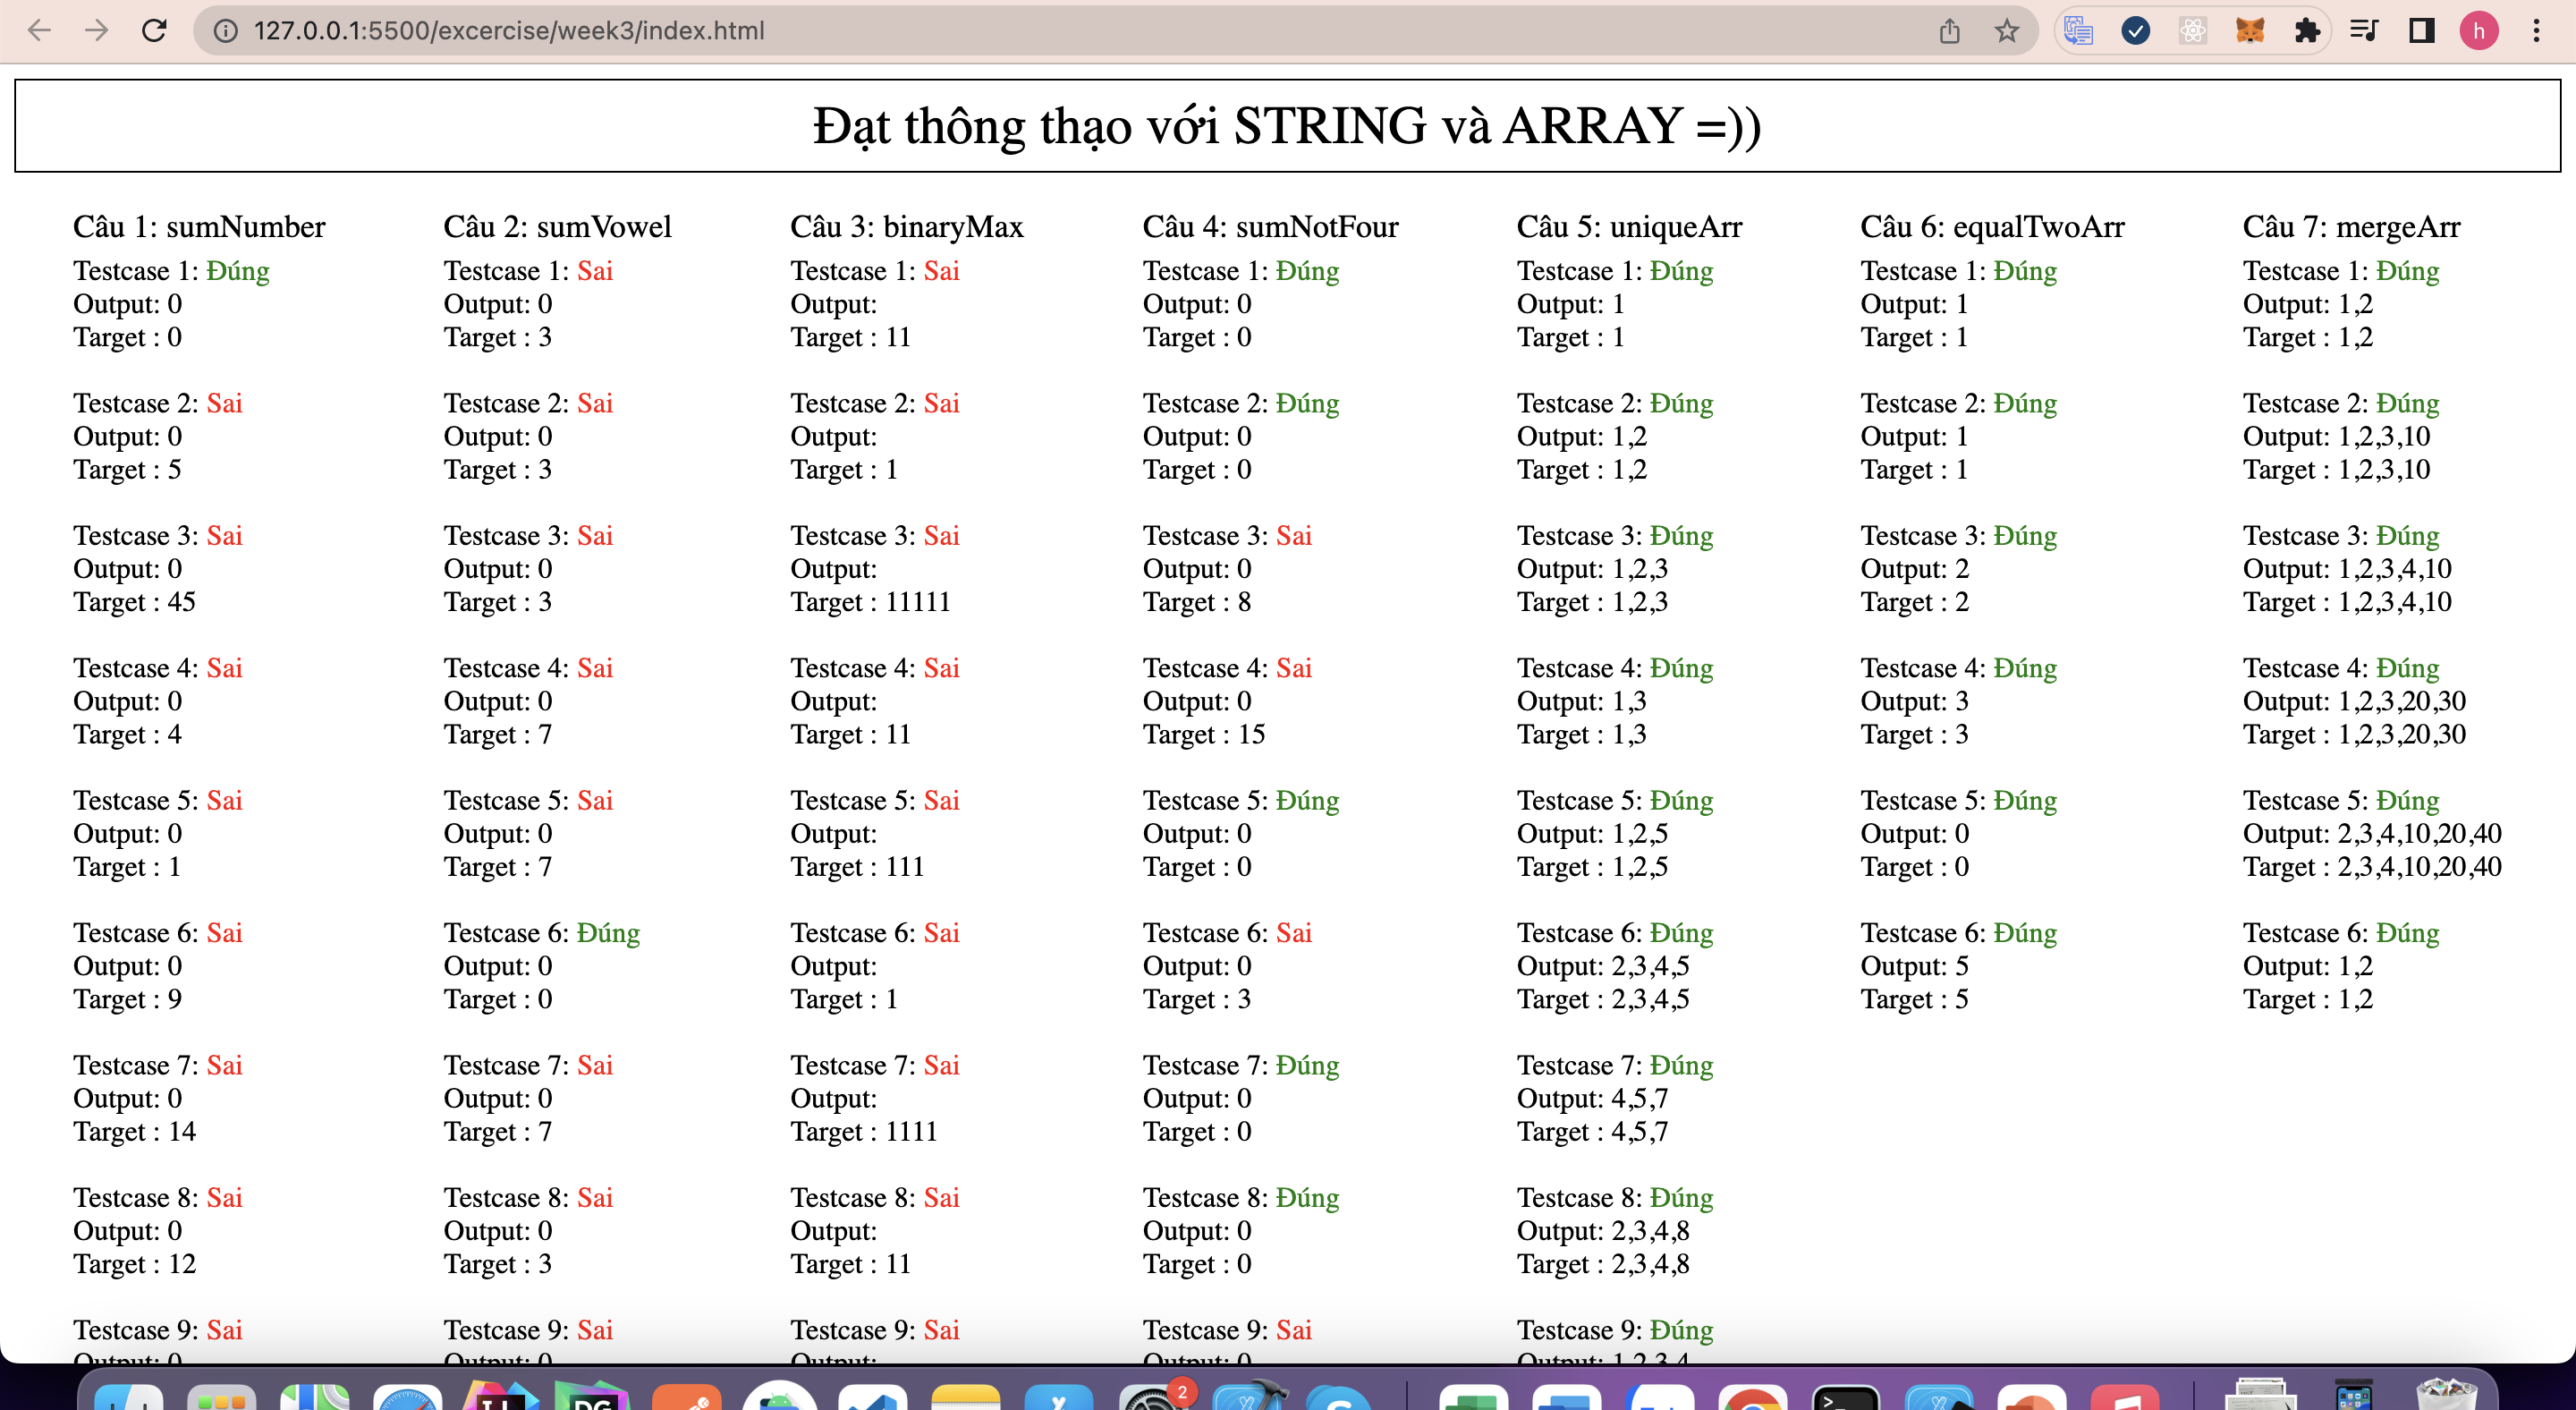 127.0.0.1:5500/excercise/week3/index.html
h
Đạt thông thạo với STRING và ARRAY =))
Câu 1: sumNumber
Testcase 1: Đúng
Output: 0
Target : 0
Testcase 2: Sai
Output: 0
Target : 5
Testcase 3: Sai
Output: 0
Target : 45
Testcase 4: Sai
Output: 0
Target : 4
Testcase 5: Sai
Output: 0
Target : 1
Testcase 6: Sai
Output: 0
Target : 9
Testcase 7: Sai
Output: 0
Target : 14
Testcase 8: Sai
Output: 0
Target : 12
Testcase 9: Sai
Output: 0
Câu 2: sumVowel
Testcase 1: Sai
Output: 0
Target : 3
Testcase 2: Sai
Output: 0
Target : 3
Testcase 3: Sai
Output: 0
Target : 3
Testcase 4: Sai
Output: 0
Target : 7
Testcase 5: Sai
Output: 0
Target : 7
Testcase 6: Đúng
Output: 0
Target : 0
Testcase 7: Sai
Output: 0
Target : 7
Testcase 8: Sai
Output: 0
Target : 3
Testcase 9: Sai
Output: 0
Câu 3: binaryMax
Testcase 1: Sai
Output:
Target : 11
Testcase 2: Sai
Output:
Target : 1
Testcase 3: Sai
Output:
Target : 11111
Testcase 4: Sai
Output:
Target : 11
Testcase 5: Sai
Output:
Target : 111
Testcase 6: Sai
Output:
Target : 1
Testcase 7: Sai
Output:
Target : 1111
Testcase 8: Sai
Output:
Target : 11
Testcase 9: Sai
Output:
Câu 4: sumNotFour
Testcase 1: Đúng
Output: 0
Target : 0
Testcase 2: Đúng
Output: 0
Target : 0
Testcase 3: Sai
Output: 0
Target : 8
Testcase 4: Sai
Output: 0
Target : 15
Testcase 5: Đúng
Output: 0
Target : 0
Testcase 6: Sai
Output: 0
Target : 3
Testcase 7: Đúng
Output: 0
Target : 0
Testcase 8: Đúng
Output: 0
Target : 0
Testcase 9: Sai
Output: 0
Câu 5: uniqueArr
Testcase 1: Đúng
Output: 1
Target : 1
Testcase 2: Đúng
Output: 1,2
Target : 1,2
Testcase 3: Đúng
Output: 1,2,3
Target : 1,2,3
Testcase 4: Đúng
Output: 1,3
Target : 1,3
Testcase 5: Đúng
Output: 1,2,5
Target : 1,2,5
Testcase 6: Đúng
Output: 2,3,4,5
Target : 2,3,4,5
Testcase 7: Đúng
Output: 4,5,7
Target : 4,5,7
Testcase 8: Đúng
Output: 2,3,4,8
Target : 2,3,4,8
Testcase 9: Đúng
Output: 1,2,3,4
Câu 6: equalTwoArr
Testcase 1: Đúng
Output: 1
Target : 1
Testcase 2: Đúng
Output: 1
Target : 1
Testcase 3: Đúng
Output: 2
Target : 2
Testcase 4: Đúng
Output: 3
Target : 3
Testcase 5: Đúng
Output: 0
Target : 0
Testcase 6: Đúng
Output: 5
Target : 5
Câu 7: mergeArr
Testcase 1: Đúng
Output: 1,2
Target : 1,2
Testcase 2: Đúng
Output: 1,2,3,10
Target : 1,2,3,10
Testcase 3: Đúng
Output: 1,2,3,4,10
Target : 1,2,3,4,10
Testcase 4: Đúng
Output: 1,2,3,20,30
Target : 1,2,3,20,30
Testcase 5: Đúng
Output: 2,3,4,10,20,40
Target : 2,3,4,10,20,40
Testcase 6: Đúng
Output: 1,2
Target : 1,2
2